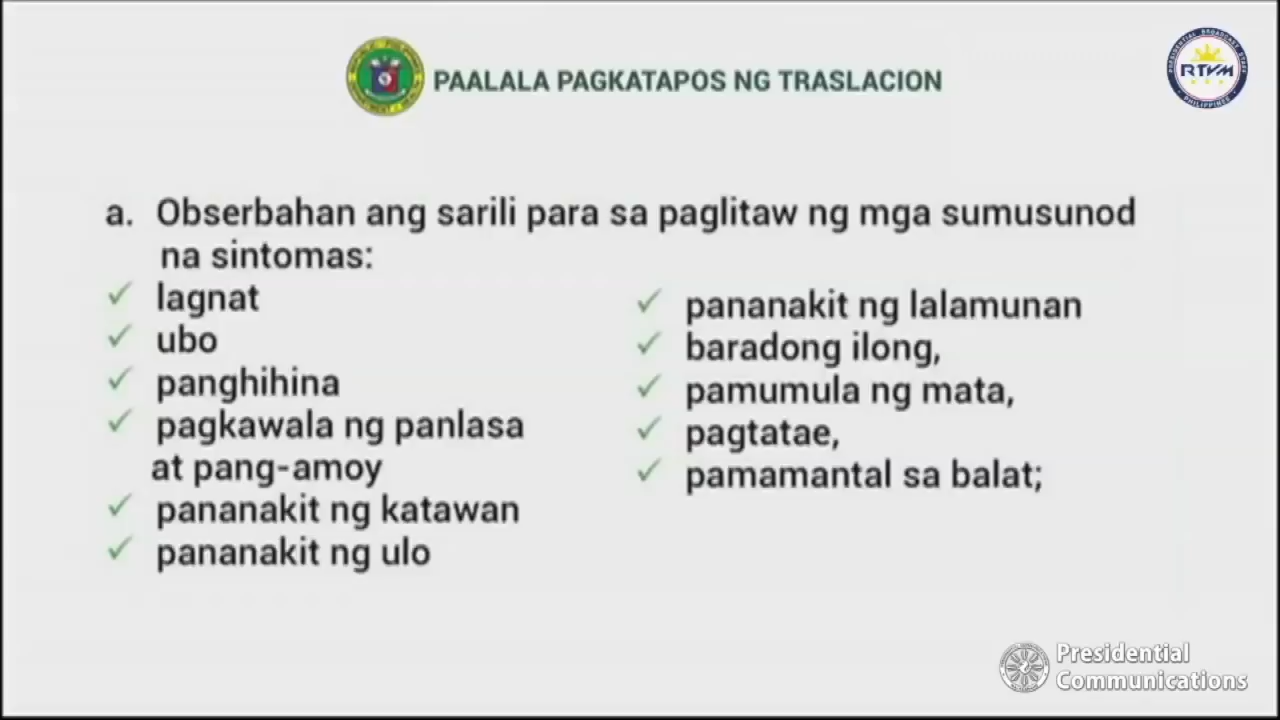 PAALALA PAGKATAPOS NG TRASLACION
RTVM
PHILIPPINES
a. Obserbahan ang sarili para sa paglitaw ng mga sumusunod
na sintomas:
lagnat
ubo
panghihina
pagkawala ng panlasa
at pang-amoy
pananakit ng katawan
pananakit ng ulo
pananakit ng lalamunan
baradong ilong,
pamumula ng mata,
pagtatae,
pamamantal sa balat;
Presidential
Communications